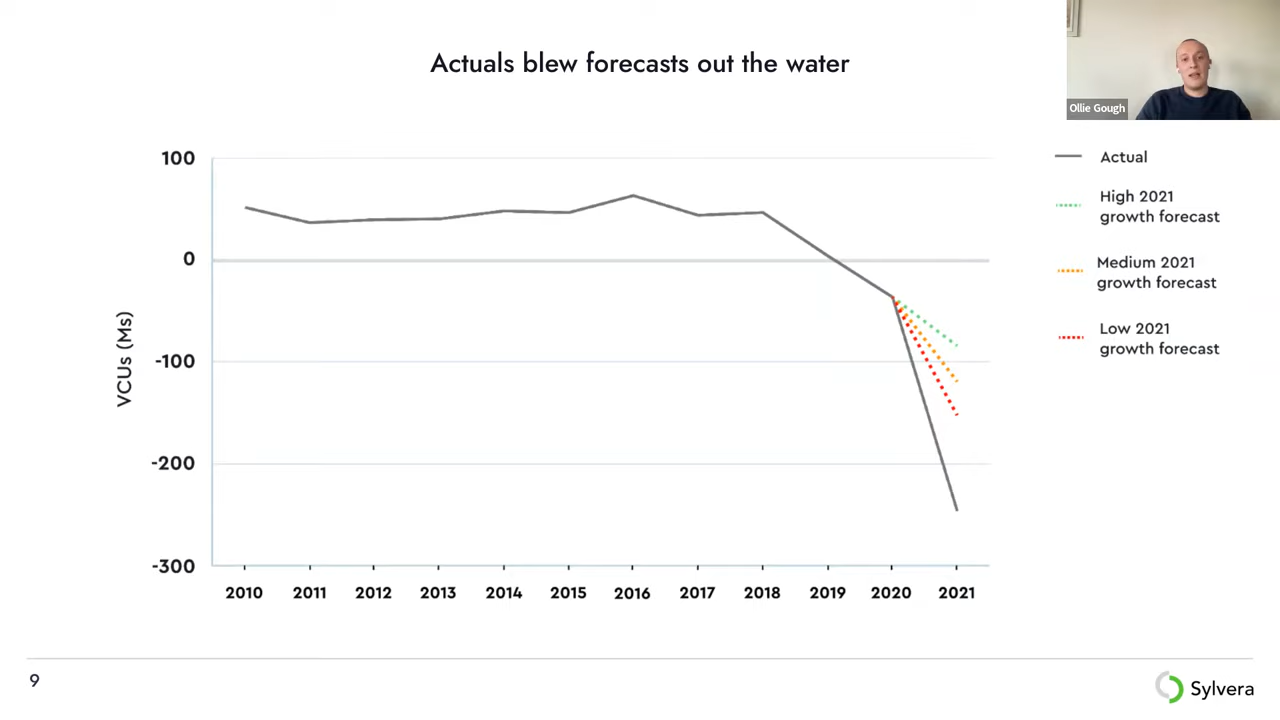 Actuals blew forecasts out the water
Ollie Gough
Actual
High 2021
growth forecast
Medium 2021
growth forecast
Low 2021
growth forecast
VCUs (Ms)
100
0
-100
-200
-300
2010 2011 2012 2013 2014 2015 2016 2017 2018 2019 2020 2021
9
Sylvera